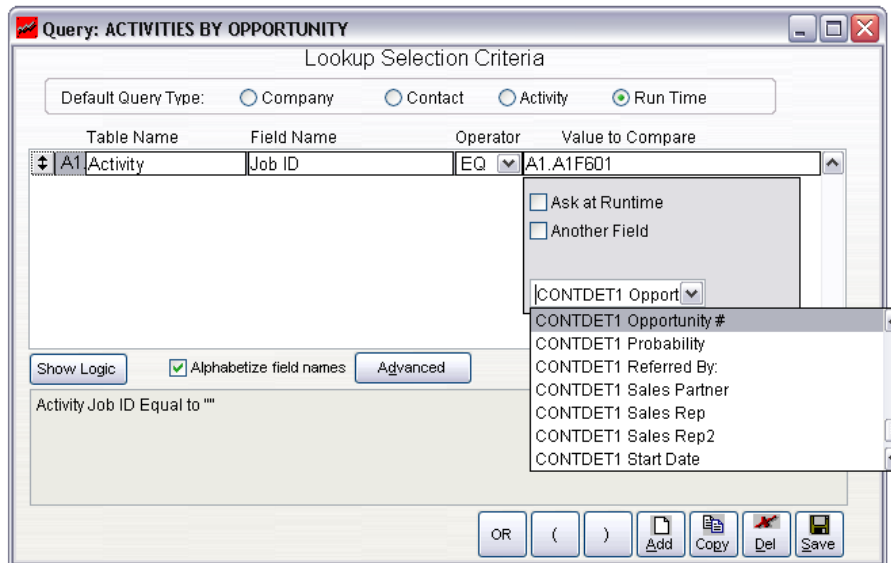 Query: ACTIVITIES BY OPPORTUNITY
Lookup Selection Criteria
Default Query Type: Company Contact Activity Run Time
Table Name Field Name Operator Value to Compare
A1. Activity Job ID EQ A1.A1F601
Ask at Runtime
Another Field
CONTDET1 Opport
CONTDET1 Opportunity #
CONTDET1 Probability
CONTDET1 Referred By:
CONTDET1 Sales Partner
CONTDET1 Sales Rep
CONTDET1 Sales Rep2
CONTDET1 Start Date
Show Logic Alphabetize field names Advanced
Activity Job ID Equal to ""
OR ( ) Add Copy Del Save